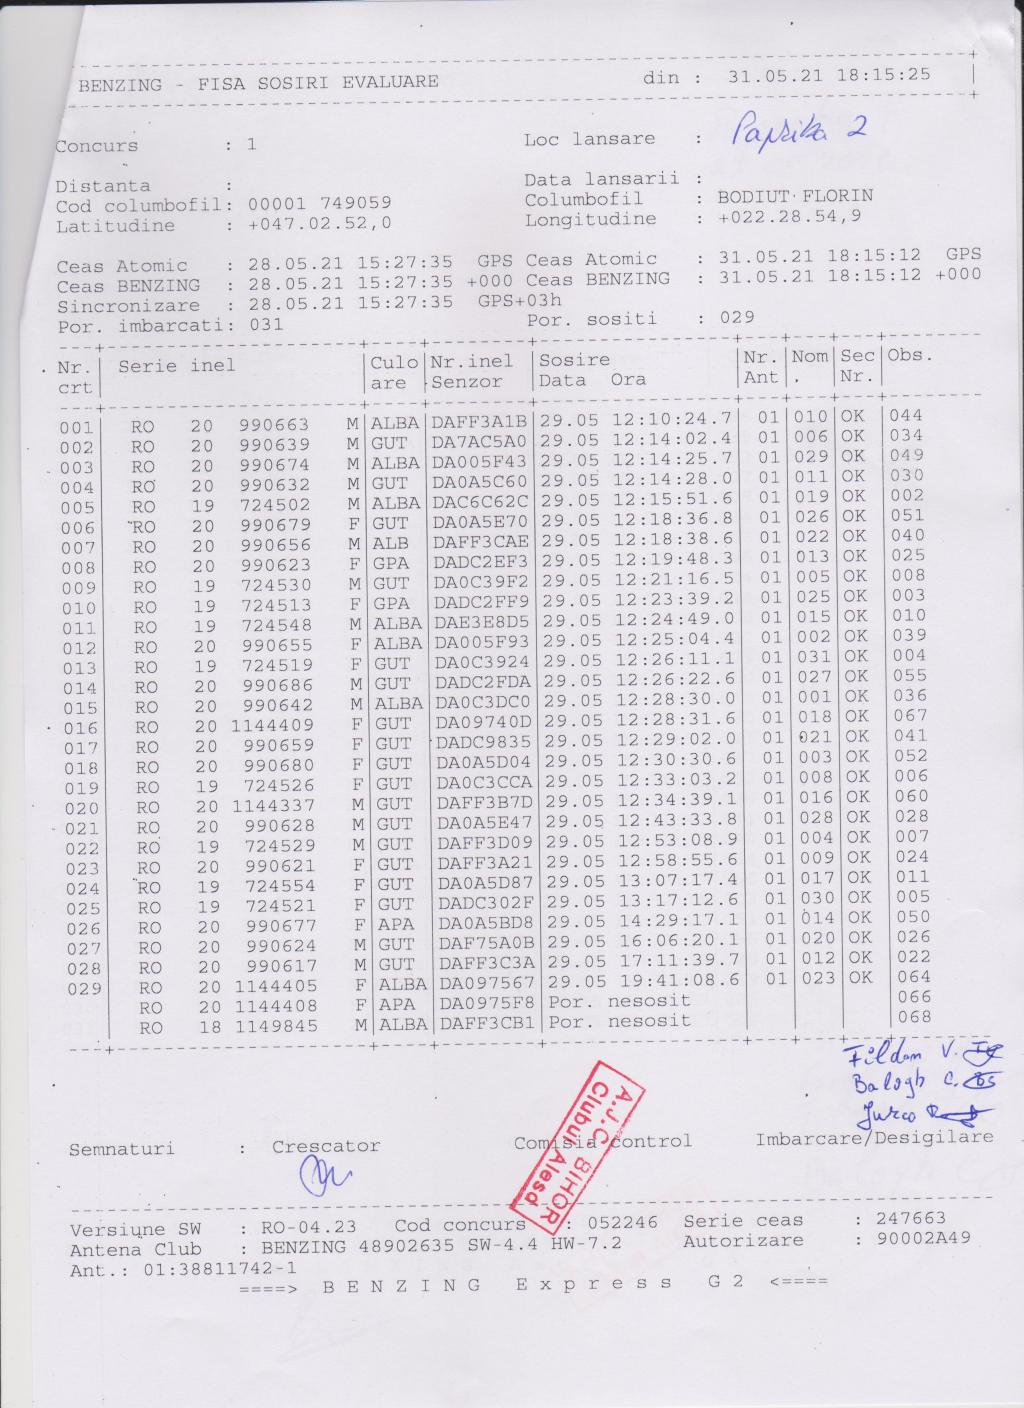 BENZING - FISA SOSIRI EVALUARE din : 31.05.21 18:15:25
Concurs : 1 Loc lansare : Paprika 2
Distanta : Data lansarii :
Cod columbofil: 00001 749059 Columbofil : BODIUT FLORIN
Latitudine : +047.02.52,0 Longitudine : +022.28.54,9
Ceas Atomic : 28.05.21 15:27:35 GPS Ceas Atomic : 31.05.21 18:15:12 GPS
Ceas BENZING : 28.05.21 15:27:35 +000 Ceas BENZING : 31.05.21 18:15:12 +000
Sincronizare : 28.05.21 15:27:35 GPS+03h
Por. imbarcati: 031 Por. sositi : 029
Nr. Serie inel Culo Nr.inel Sosire Nr. Nom Sec Obs.
crt are Senzor Data Ora Ant . Nr.
001 RO 20 990663 M ALBA DAFF3A1B 29.05 12:10:24.7 01 010 OK 044
002 RO 20 990639 M GUT DA7AC5A0 29.05 12:14:02.4 01 006 OK 034
003 RO 20 990674 M ALBA DA005F43 29.05 12:14:25.7 01 029 OK 049
004 RO 20 990632 M GUT DA0A5C60 29.05 12:14:28.0 01 011 OK 030
005 RO 19 724502 M ALBA DAC6C62C 29.05 12:15:51.6 01 019 OK 002
006 RO 20 990679 F GUT DA0A5E70 29.05 12:18:36.8 01 026 OK 051
007 RO 20 990656 M ALB DAFF3CAE 29.05 12:18:38.6 01 022 OK 040
008 RO 20 990623 F GPA DADC2EF3 29.05 12:19:48.3 01 013 OK 025
009 RO 19 724530 M GUT DA0C39F2 29.05 12:21:16.5 01 005 OK 008
010 RO 19 724513 F GPA DADC2FF9 29.05 12:23:39.2 01 025 OK 003
011 RO 19 724548 M ALBA DAE3E8D5 29.05 12:24:49.0 01 015 OK 010
012 RO 20 990655 F ALBA DA005F93 29.05 12:25:04.4 01 002 OK 039
013 RO 19 724519 F GUT DA0C3924 29.05 12:26:11.1 01 031 OK 004
014 RO 20 990686 M GUT DADC2FDA 29.05 12:26:22.6 01 027 OK 055
015 RO 20 990642 M ALBA DA0C3DC0 29.05 12:28:30.0 01 001 OK 036
016 RO 20 1144409 F GUT DA09740D 29.05 12:28:31.6 01 018 OK 067
017 RO 20 990659 F GUT DADC9835 29.05 12:29:02.0 01 021 OK 041
018 RO 20 990680 F GUT DA0A5D04 29.05 12:30:30.6 01 003 OK 052
019 RO 19 724526 F GUT DA0C3CCA 29.05 12:33:03.2 01 008 OK 006
020 RO 20 1144337 M GUT DAFF3B7D 29.05 12:34:39.1 01 016 OK 060
021 RO 20 990628 M GUT DA0A5E47 29.05 12:43:33.8 01 028 OK 028
022 RO 19 724529 M GUT DAFF3D09 29.05 12:53:08.9 01 004 OK 007
023 RO 20 990621 F GUT DAFF3A21 29.05 12:58:55.6 01 009 OK 024
024 RO 19 724554 F GUT DA0A5D87 29.05 13:07:17.4 01 017 OK 011
025 RO 19 724521 F GUT DADC302F 29.05 13:17:12.6 01 030 OK 005
026 RO 20 990677 F APA DA0A5BD8 29.05 14:29:17.1 01 014 OK 050
027 RO 20 990624 M GUT DAF75A0B 29.05 16:06:20.1 01 020 OK 026
028 RO 20 990617 M GUT DAFF3C3A 29.05 17:11:39.7 01 012 OK 022
029 RO 20 1144405 F ALBA DA097567 29.05 19:41:08.6 01 023 OK 064
RO 20 1144408 F APA DA0975F8 Por. nesosit 066
RO 18 1149845 M ALBA DAFF3CB1 Por. nesosit 068
Fildan V.
Balogh C.
Jurco
Semnaturi : Crescator Comisia control Imbarcare/Desigilare
A.J.C. BIHOR
Clubul Alesd
Versiune SW : RO-04.23 Cod concurs : 052246 Serie ceas : 247663
Antena Club : BENZING 48902635 SW-4.4 HW-7.2 Autorizare : 90002A49
Ant.: 01:38811742-1
====> B E N Z I N G E x p r e s s G 2 <====